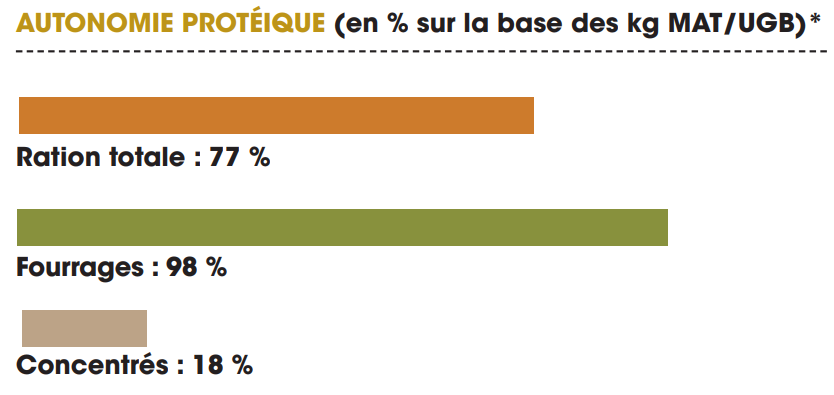 AUTONOMIE PROTÉIQUE (en % sur la base des kg MAT/UGB)*
Ration totale : 77 %
Fourrages : 98 %
Concentrés : 18 %